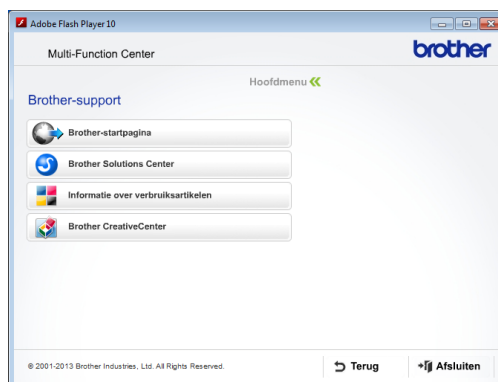 Adobe Flash Player 10
Multi-Function Center
brother
Hoofdmenu
Brother-support
Brother-startpagina
Brother Solutions Center
Informatie over verbruiksartikelen
Brother CreativeCenter
© 2001-2013 Brother Industries, Ltd. All Rights Reserved.
Terug
Afsluiten